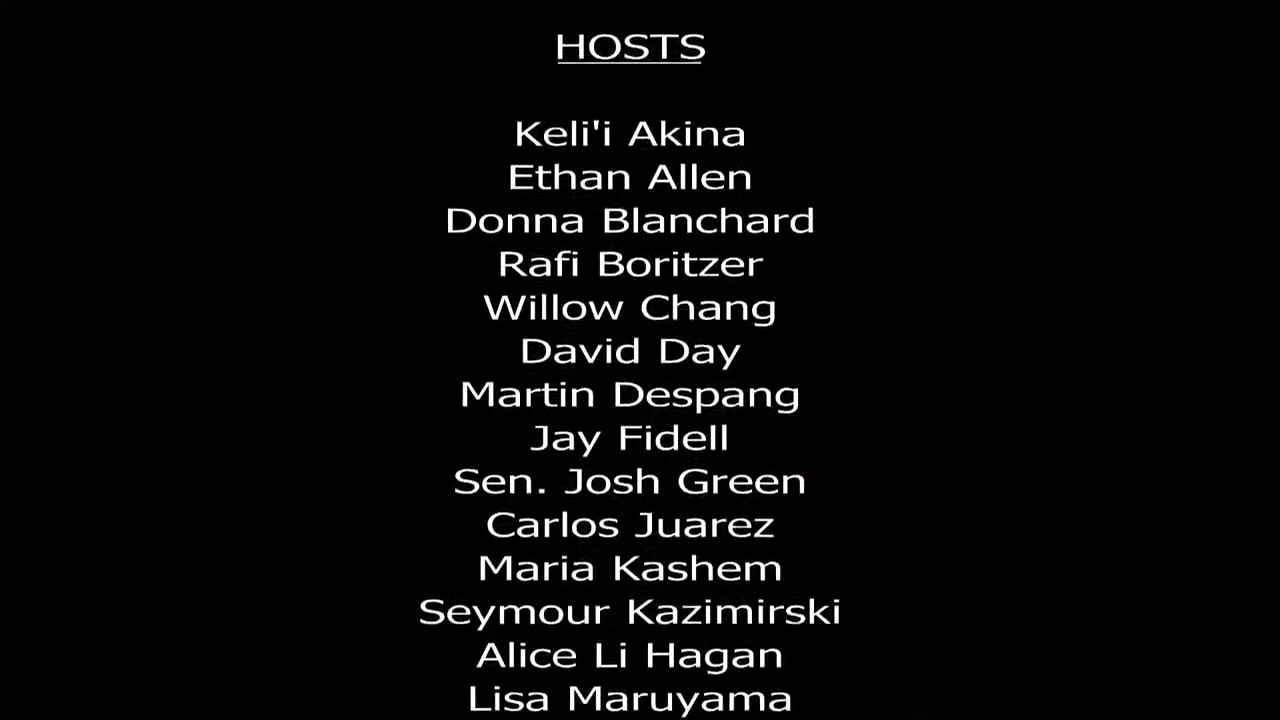 HOSTS
Keli'i Akina
Ethan Allen
Donna Blanchard
Rafi Boritzer
Willow Chang
David Day
Martin Despang
Jay Fidell
Sen. Josh Green
Carlos Juarez
Maria Kashem
Seymour Kazimirski
Alice Li Hagan
Lisa Maruyama